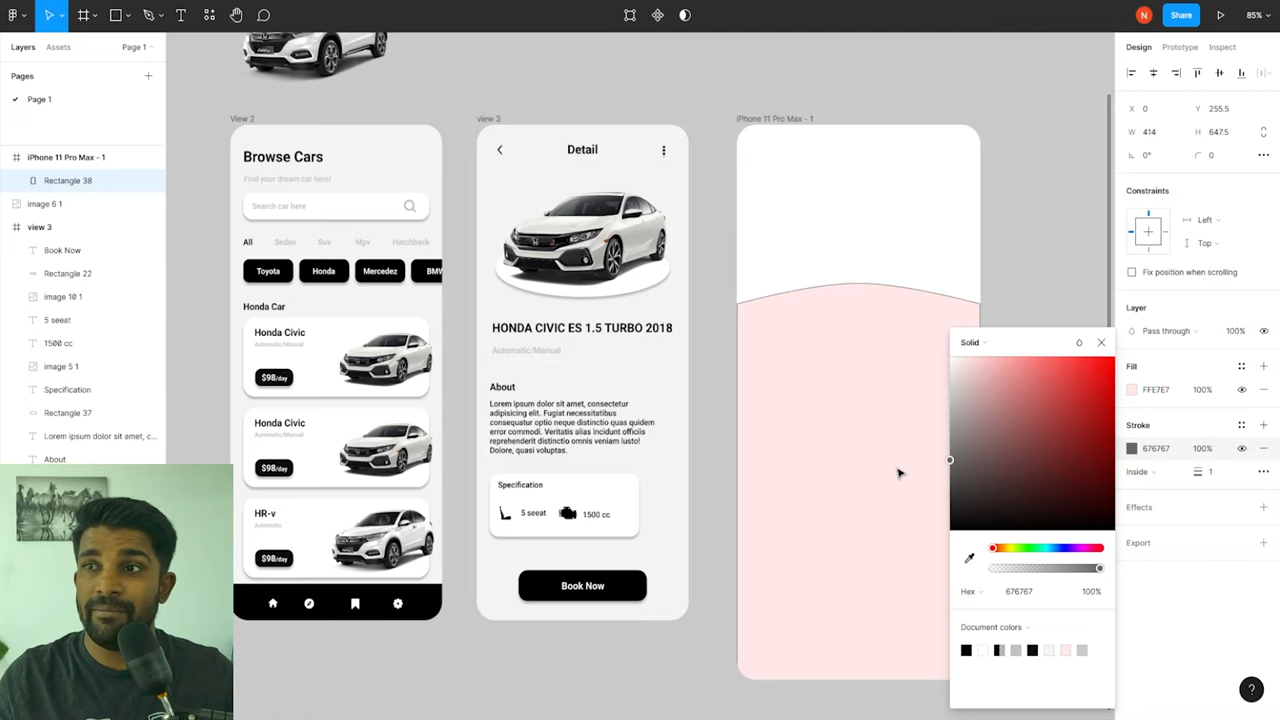 N
Share
85%
Layers
Assets
Page 1
Pages
Page 1
iPhone 11 Pro Max - 1
Rectangle 38
image 6 1
view 3
Book Now
Rectangle 22
image 10 1
5 seeat
1500 cc
image 5 1
Specification
Rectangle 37
Lorem ipsum dolor sit amet, c...
About
View 2
Browse Cars
Find your dream car here!
Search car here
All
Sedan
Suv
Mpv
Hatchback
Toyota
Honda
Mercedez
BMW
Honda Car
Honda Civic
Automatic/Manual
$98/day
Honda Civic
Automatic/Manual
$98/day
HR-v
Automatic
$98/day
view 3
Detail
HONDA CIVIC ES 1.5 TURBO 2018
Automatic/Manual
About
Lorem ipsum dolor sit amet, consectetur
adipisicing elit. Fugiat necessitatibus
consequatur optio neque dolores impedit quas
error commodi. Veritatis alias incidunt officiis
reprehenderit distinctio omnis veniam iusto!
Dolore, quasi voluptas.
Specification
5 seeat
1500 cc
Book Now
iPhone 11 Pro Max - 1
Solid
Hex
676767
100%
Document colors
Design
Prototype
Inspect
X
0
Y
255.5
W
414
H
647.5
0°
0
Constraints
Left
Top
Fix position when scrolling
Layer
Pass through
100%
Fill
FFE7E7
100%
Stroke
676767
100%
Inside
1
Effects
Export
?